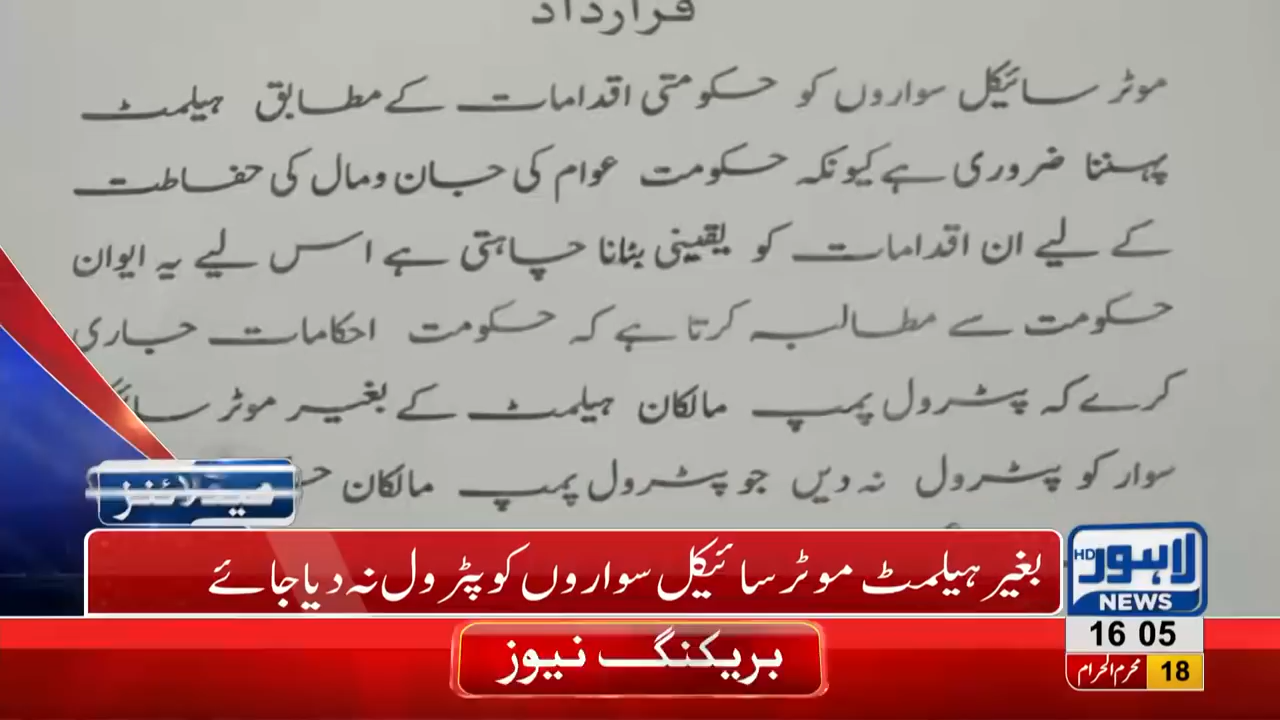 قرارداد
موٹر سائیکل سواروں کو حکومتی اقدامات کے مطابق ہیلمٹ
پہننا ضروری ہے کیونکہ حکومت عوام کی جان ومال کی حفاظت
کے لیے ان اقدامات کو یقینی بنانا چاہتی ہے اس لیے یہ ایوان
حکومت سے مطالبہ کرتا ہے کہ حکومت احکامات جاری
کرے کہ پٹرول پمپ مالکان ہیلمٹ کے بغیر موٹر
سوار کو پٹرول نہ دیں جو پٹرول پمپ مالکان
ہیڈلائنز
بغیر ہیلمٹ موٹر سائیکل سواروں کو پٹرول نہ دیا جائے
لاہور HD
NEWS
بریکنگ نیوز
16 05
محرم الحرام 18